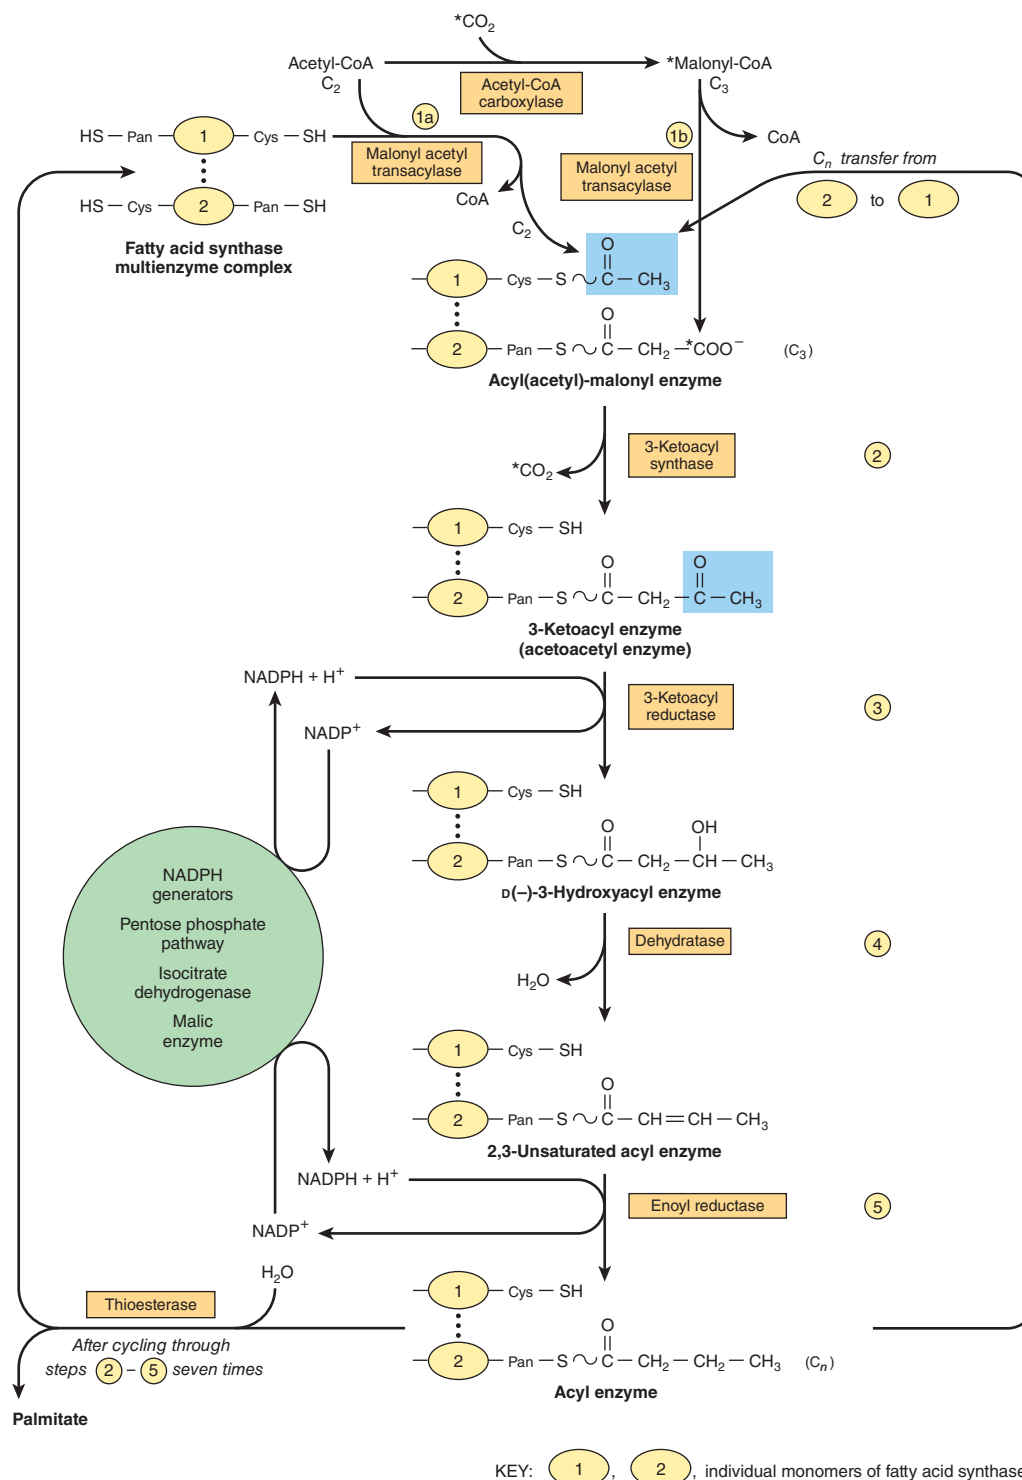 *CO2
Acetyl-CoA
C2
*Malonyl-CoA
C3
Acetyl-CoA
carboxylase
1a
1b
HS — Pan — 1 — Cys — SH
Malonyl acetyl
transacylase
Malonyl acetyl
transacylase
CoA
Cn transfer from
2 to 1
CoA
HS — Cys — 2 — Pan — SH
C2
Fatty acid synthase
multienzyme complex
O
1 — Cys — S ~ C — CH3
O
2 — Pan — S ~ C — CH2 — *COO− (C3)
Acyl(acetyl)-malonyl enzyme
3-Ketoacyl
synthase
2
*CO2
1 — Cys — SH
O O
2 — Pan — S ~ C — CH2 — C — CH3
3-Ketoacyl enzyme
(acetoacetyl enzyme)
NADPH + H+
3-Ketoacyl
reductase
3
NADP+
1 — Cys — SH
O OH
2 — Pan — S ~ C — CH2 — CH — CH3
D(–)-3-Hydroxyacyl enzyme
NADPH
generators
Pentose phosphate
pathway
Isocitrate
dehydrogenase
Malic
enzyme
Dehydratase
4
H2O
1 — Cys — SH
O
2 — Pan — S ~ C — CH = CH — CH3
2,3-Unsaturated acyl enzyme
NADPH + H+
Enoyl reductase
5
NADP+
H2O
Thioesterase
1 — Cys — SH
After cycling through
steps 2 – 5 seven times
O
2 — Pan — S ~ C — CH2 — CH2 — CH3 (Cn)
Acyl enzyme
Palmitate
KEY: 1 , 2 , individual monomers of fatty acid synthase